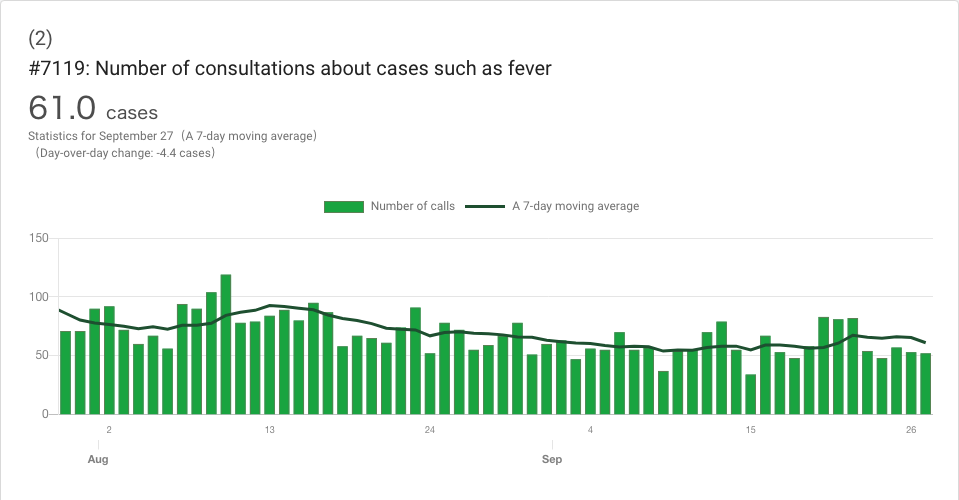 (2)
#7119: Number of consultations about cases such as fever
61.0 cases
Statistics for September 27（A 7-day moving average）
（Day-over-day change: -4.4 cases）
Number of calls A 7-day moving average
150
100
50
0
2 13 24 4 15 26
Aug Sep